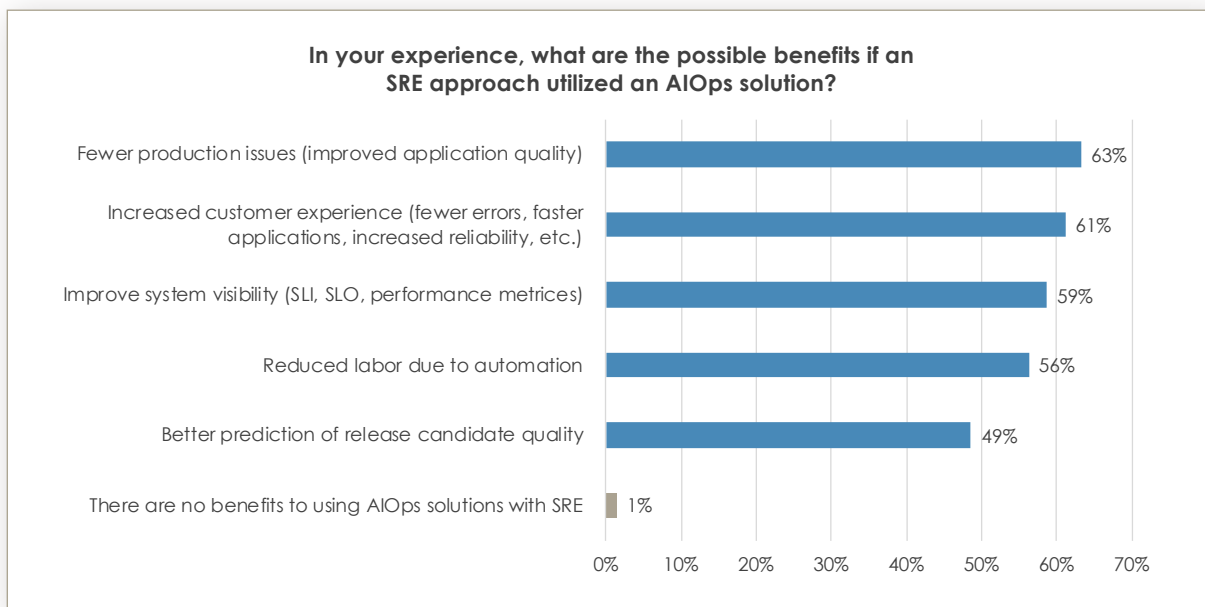 In your experience, what are the possible benefits if an
SRE approach utilized an AIOps solution?
Fewer production issues (improved application quality)
63%
Increased customer experience (fewer errors, faster
applications, increased reliability, etc.)
61%
Improve system visibility (SLI, SLO, performance metrices)
59%
Reduced labor due to automation
56%
Better prediction of release candidate quality
49%
There are no benefits to using AIOps solutions with SRE
1%
0% 10% 20% 30% 40% 50% 60% 70%